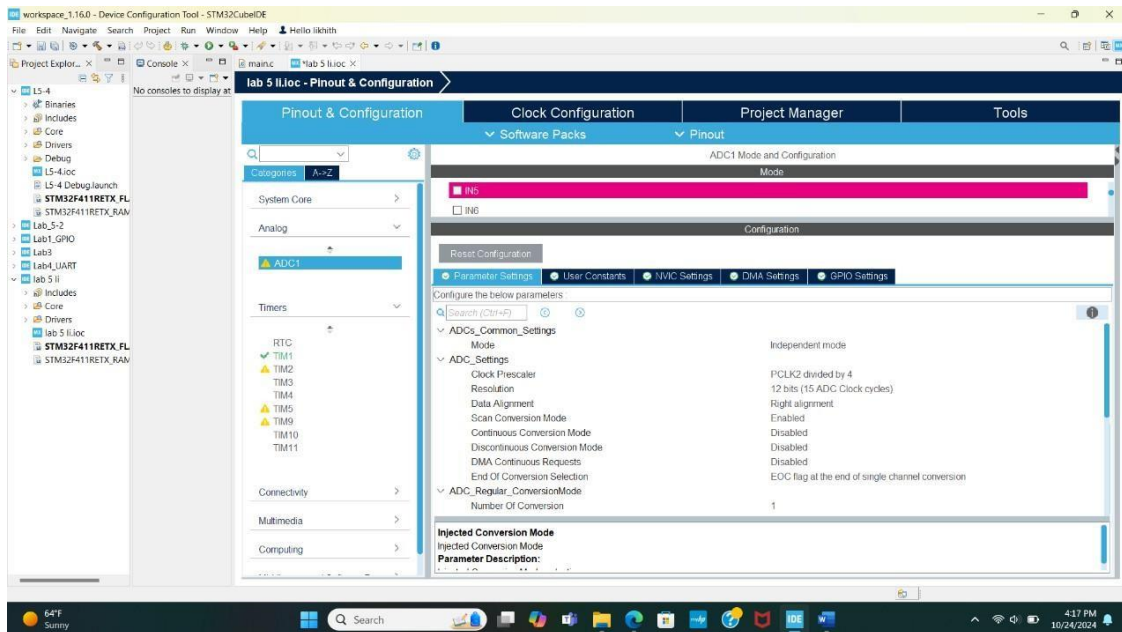 workspace_1.16.0 - Device Configuration Tool - STM32CubeIDE
File Edit Navigate Search Project Run Window Help Hello likhith
Project Explor... Console main.c *lab 5 li.ioc
No consoles to display at
L5-4
Binaries
Includes
Core
Drivers
Debug
L5-4.ioc
L5-4 Debug.launch
STM32F411RETX_FL
STM32F411RETX_RAM
Lab_5-2
Lab1_GPIO
Lab3
Lab4_UART
lab 5 li
Includes
Core
Drivers
lab 5 li.ioc
STM32F411RETX_FL
STM32F411RETX_RAM
lab 5 li.ioc - Pinout & Configuration
Pinout & Configuration Clock Configuration Project Manager Tools
Software Packs Pinout
Categories A->Z
System Core
Analog
ADC1
Timers
RTC
TIM1
TIM2
TIM3
TIM4
TIM5
TIM9
TIM10
TIM11
Connectivity
Multimedia
Computing
ADC1 Mode and Configuration
Mode
IN5
IN6
Configuration
Reset Configuration
Parameter Settings User Constants NVIC Settings DMA Settings GPIO Settings
Configure the below parameters :
Search (Ctrl+F)
ADCs_Common_Settings
Mode Independent mode
ADC_Settings
Clock Prescaler PCLK2 divided by 4
Resolution 12 bits (15 ADC Clock cycles)
Data Alignment Right alignment
Scan Conversion Mode Enabled
Continuous Conversion Mode Disabled
Discontinuous Conversion Mode Disabled
DMA Continuous Requests Disabled
End Of Conversion Selection EOC flag at the end of single channel conversion
ADC_Regular_ConversionMode
Number Of Conversion 1
Injected Conversion Mode
Injected Conversion Mode
Parameter Description:
64°F
Sunny
Search
IDE
4:17 PM
10/24/2024